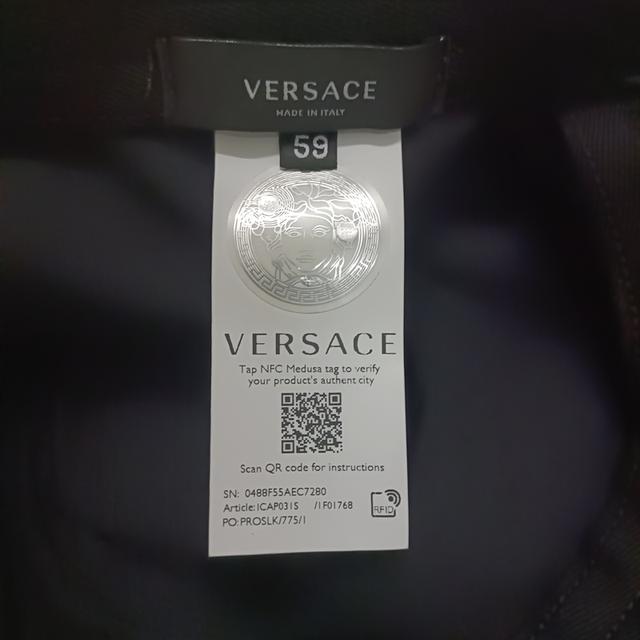 VERSACE
MADE IN ITALY
59
VERSACE
Tap NFC Medusa tag to verify
your product's authent city
Scan QR code for instructions
SN: 0488F55AEC7280
Article:1CAP031S /1F01768
PO:PROSLK/775/1
RFID